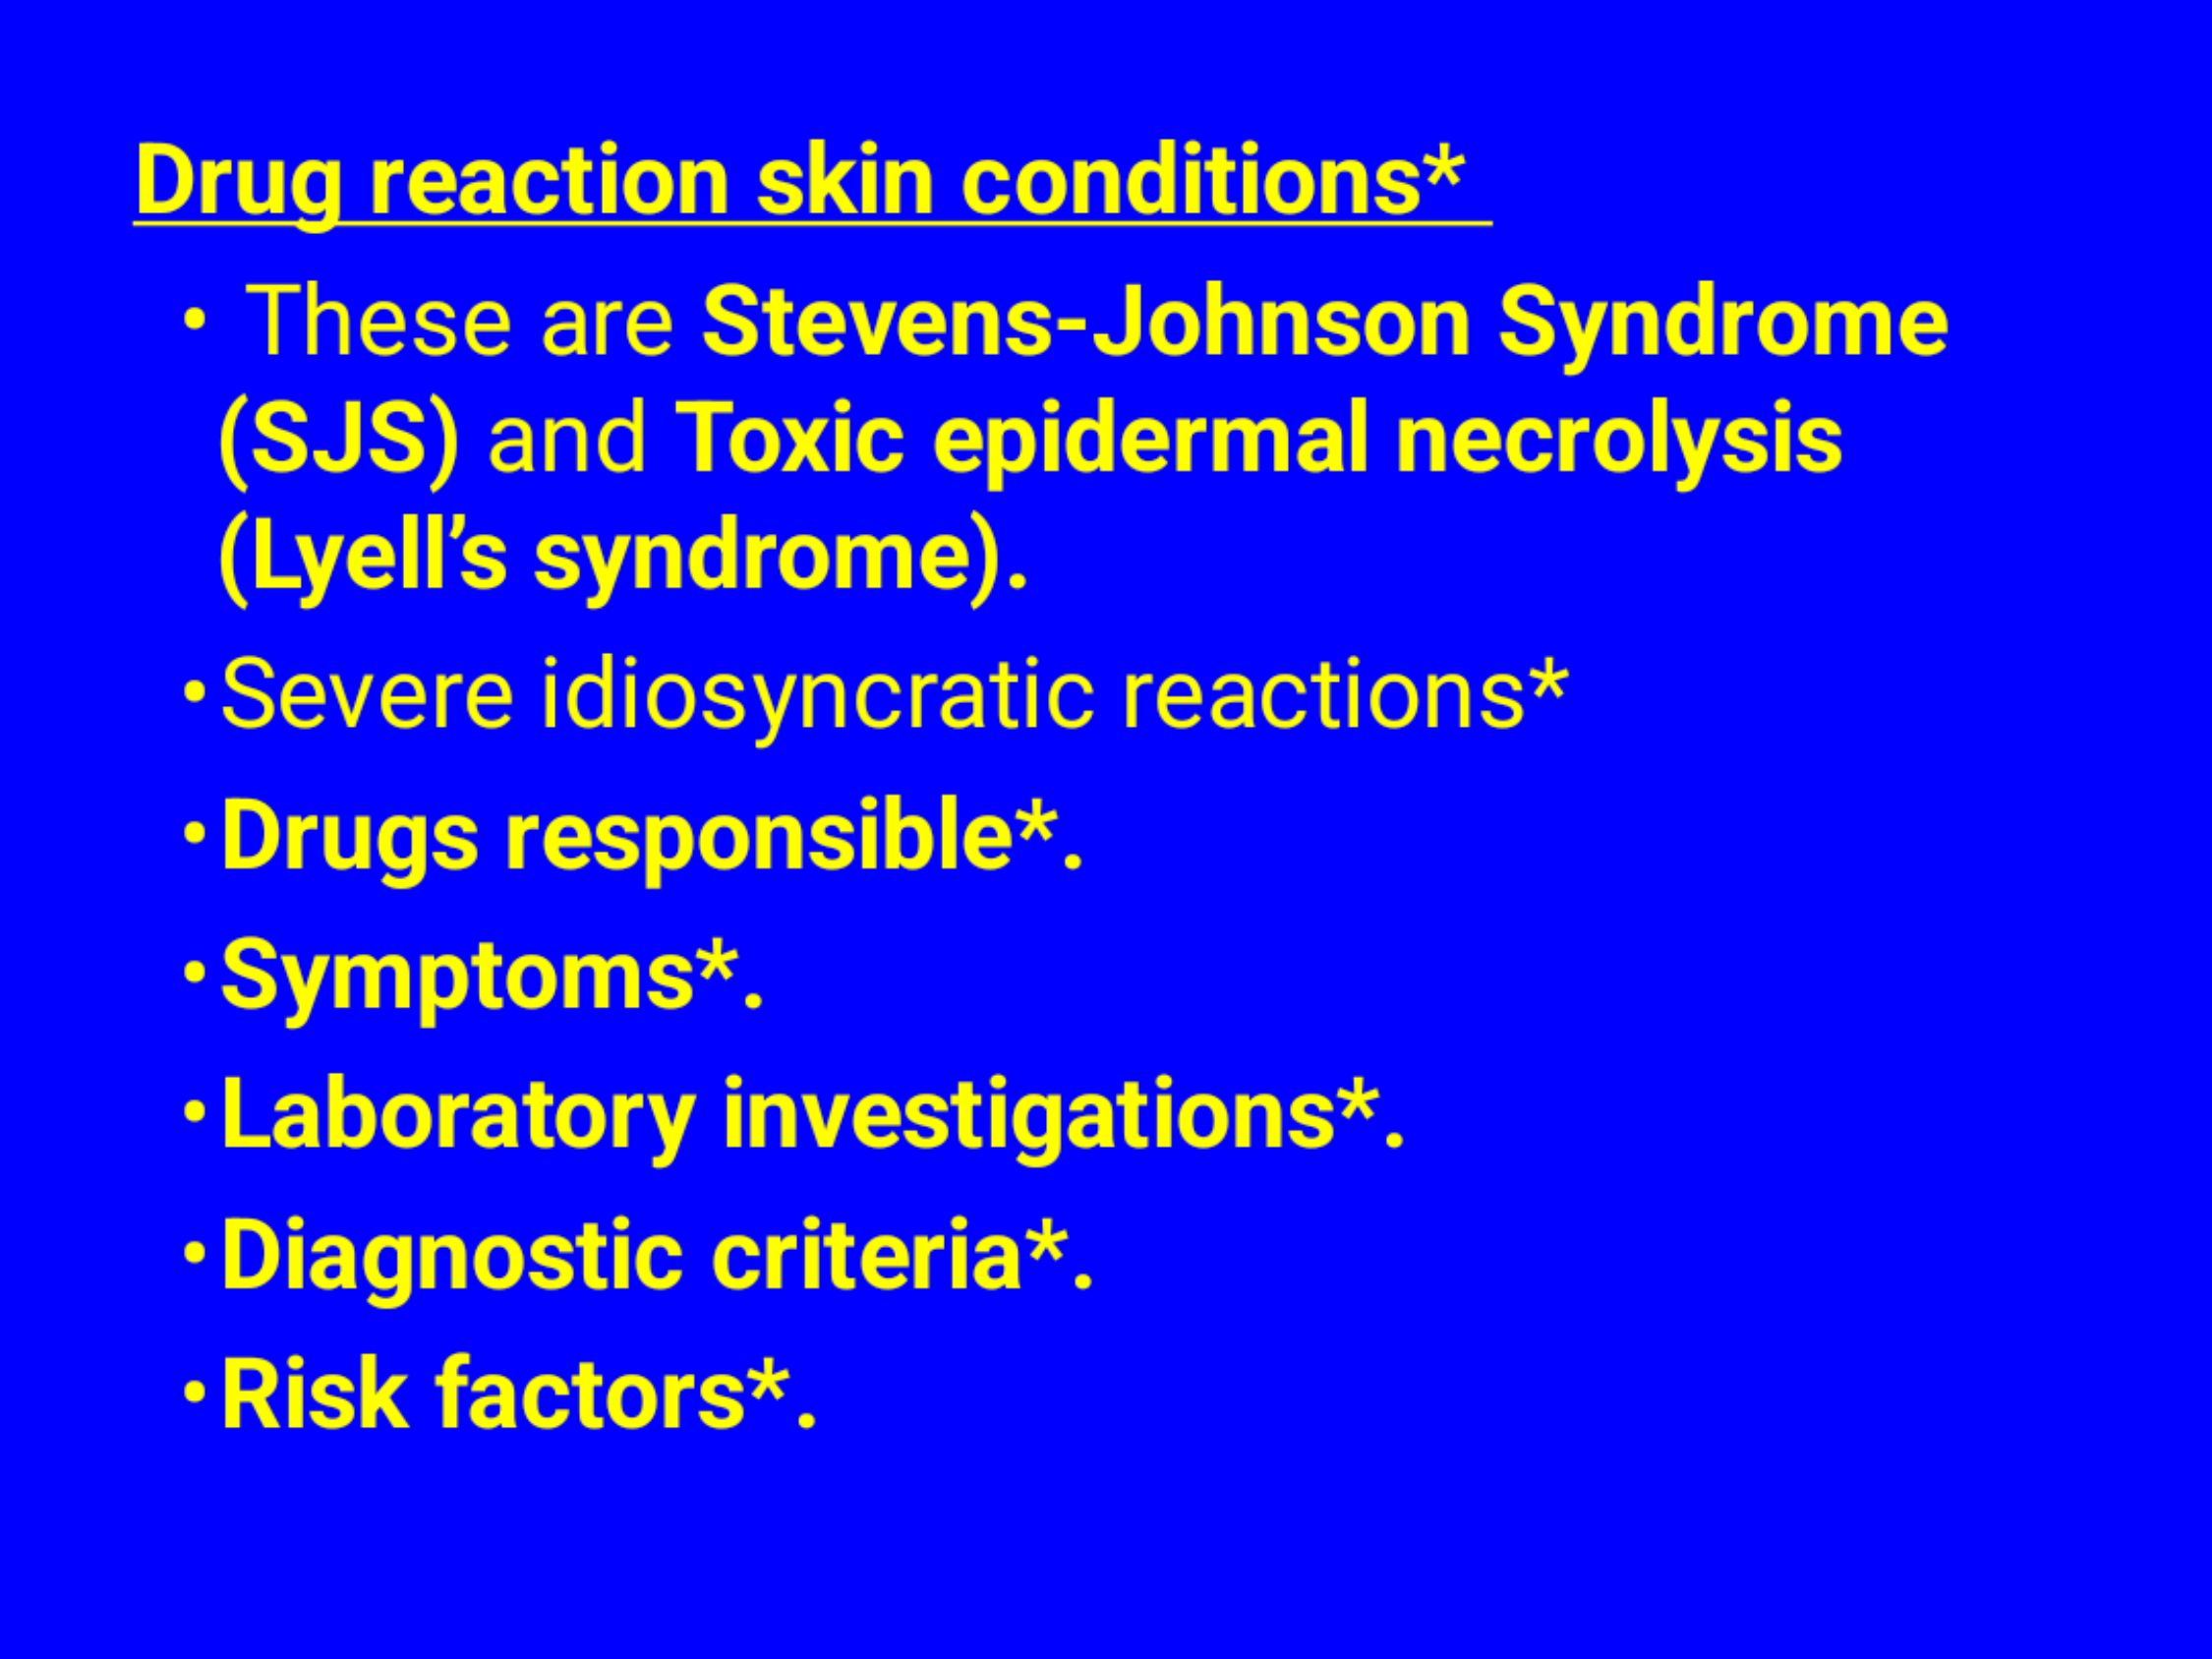 Drug reaction skin conditions*
• These are Stevens-Johnson Syndrome
(SJS) and Toxic epidermal necrolysis
(Lyell’s syndrome).
• Severe idiosyncratic reactions*
• Drugs responsible*.
• Symptoms*.
• Laboratory investigations*.
• Diagnostic criteria*.
• Risk factors*.